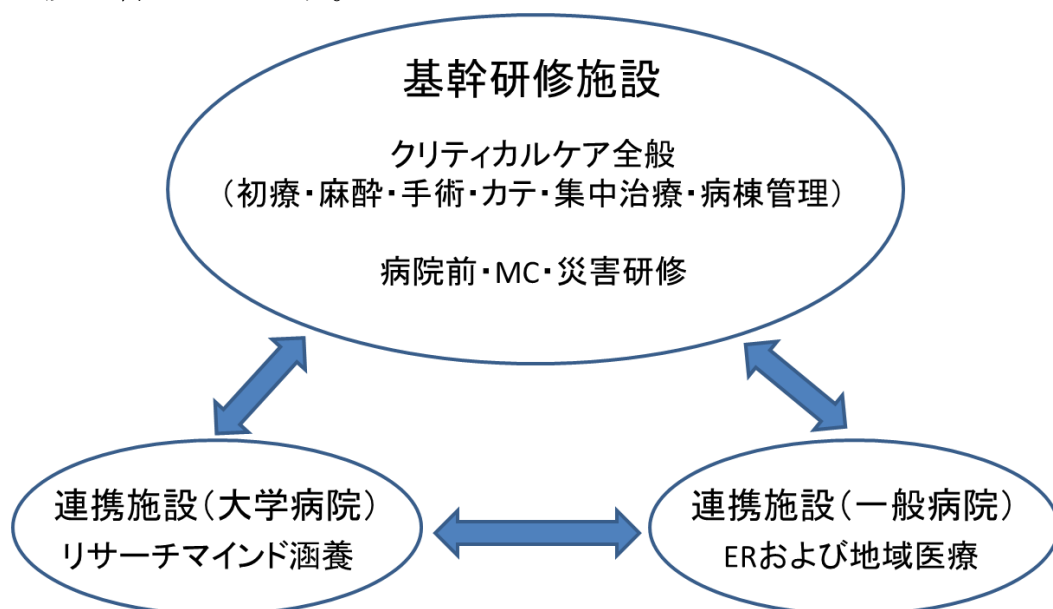 基幹研修施設
クリティカルケア全般
（初療・麻酔・手術・カテ・集中治療・病棟管理）
病院前・MC・災害研修
連携施設（大学病院）
リサーチマインド涵養
連携施設（一般病院）
ERおよび地域医療